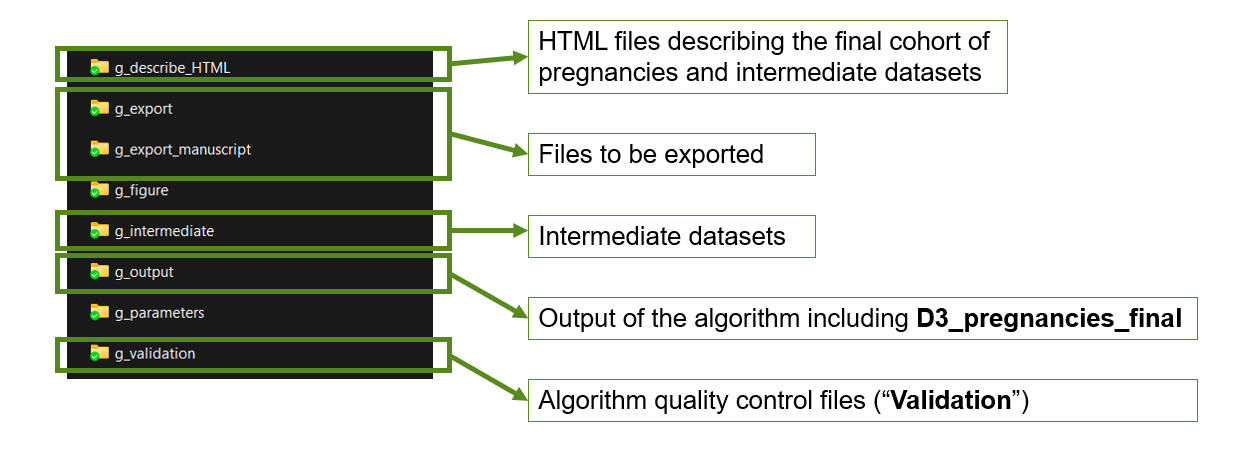 g_describe_HTML
g_export
g_export_manuscript
g_figure
g_intermediate
g_output
g_parameters
g_validation
HTML files describing the final cohort of
pregnancies and intermediate datasets
Files to be exported
Intermediate datasets
Output of the algorithm including D3_pregnancies_final
Algorithm quality control files (“Validation”)